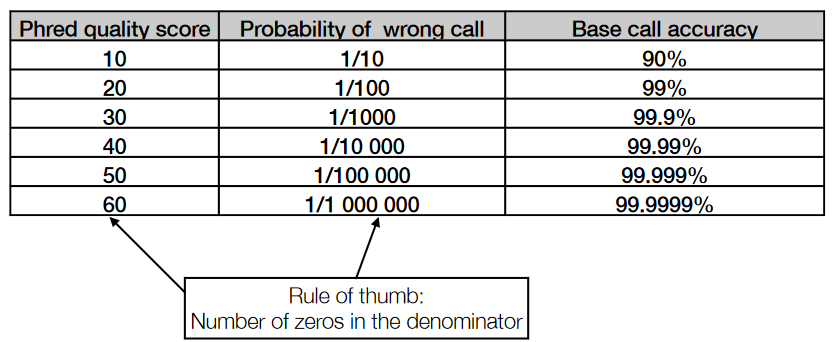 Phred quality score Probability of wrong call Base call accuracy
10 1/10 90%
20 1/100 99%
30 1/1000 99.9%
40 1/10 000 99.99%
50 1/100 000 99.999%
60 1/1 000 000 99.9999%
Rule of thumb:
Number of zeros in the denominator